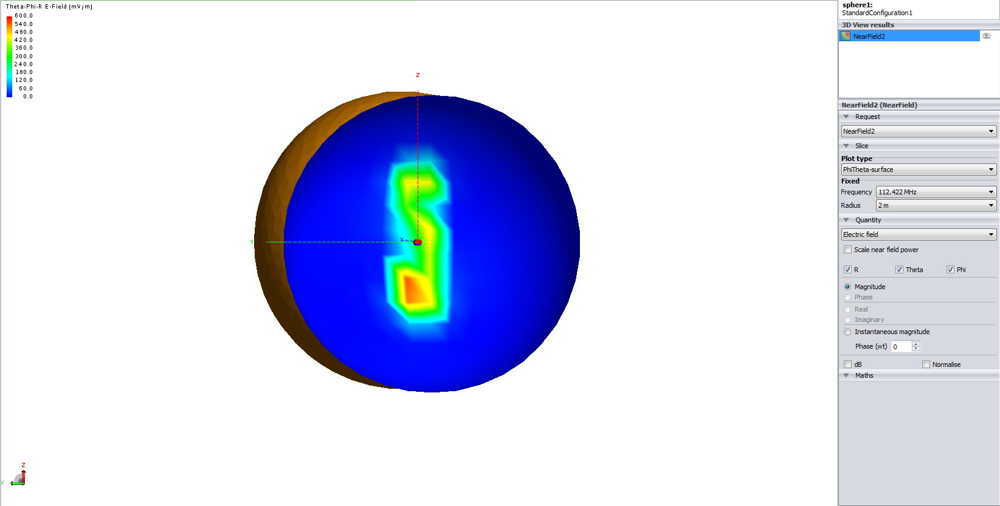 Theta-Phi-R E-Field [mV/m]
600.0
540.0
480.0
420.0
360.0
300.0
240.0
180.0
120.0
60.0
0.0
Z
Y
X
Z
Y
sphere1:
StandardConfiguration1
3D View results
NearField2
NearField2 (NearField)
Request
NearField2
Slice
Plot type
PhiTheta-surface
Fixed
Frequency 112.422 MHz
Radius 2 m
Quantity
Electric field
Scale near field power
R Theta Phi
Magnitude
Phase
Real
Imaginary
Instantaneous magnitude
Phase (wt) 0
dB Normalise
Maths